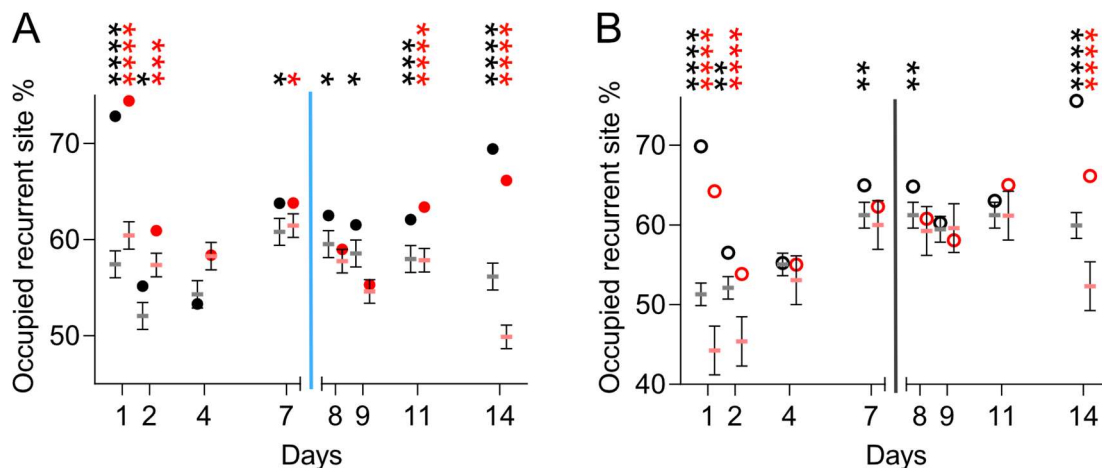 A
**** **** * *** * * * * *** **** **** ****
Occupied recurrent site %
70
60
50
1 2 4 7 8 9 11 14
Days
B
**** **** ** **** ** ** **** ****
Occupied recurrent site %
70
60
50
40
1 2 4 7 8 9 11 14
Days